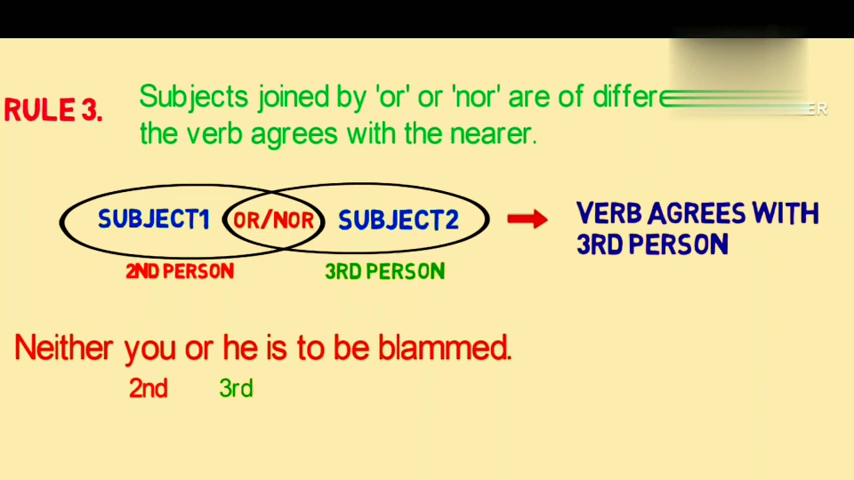 RULE 3.
Subjects joined by 'or' or 'nor' are of
the verb agrees with the nearer.
SUBJECT1 OR/NOR SUBJECT2
VERB AGREES WITH
3RD PERSON
2ND PERSON 3RD PERSON
Neither you or he is to be blammed.
2nd 3rd